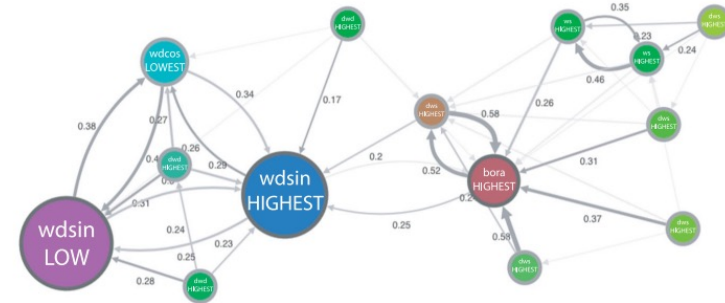 dwd
HIGHEST
ws
HIGHEST
0.35
.23
dws
HIGHEST
0.24
ws
HIGHEST
0.46
wdcos
LOWEST
0.34
0.17
0.26
0.38
0.27
dws
HIGHEST
0.58
dws
HIGHEST
0.26
dwd
HIGHEST
0.29
0.2
0.31
0.52
bora
HIGHEST
wdsin
HIGHEST
0.31
0.37
wdsin
LOW
0.24
0.23
0.25
0.25
0.58
dws
HIGHEST
dws
HIGHEST
0.28
dwd
HIGHEST